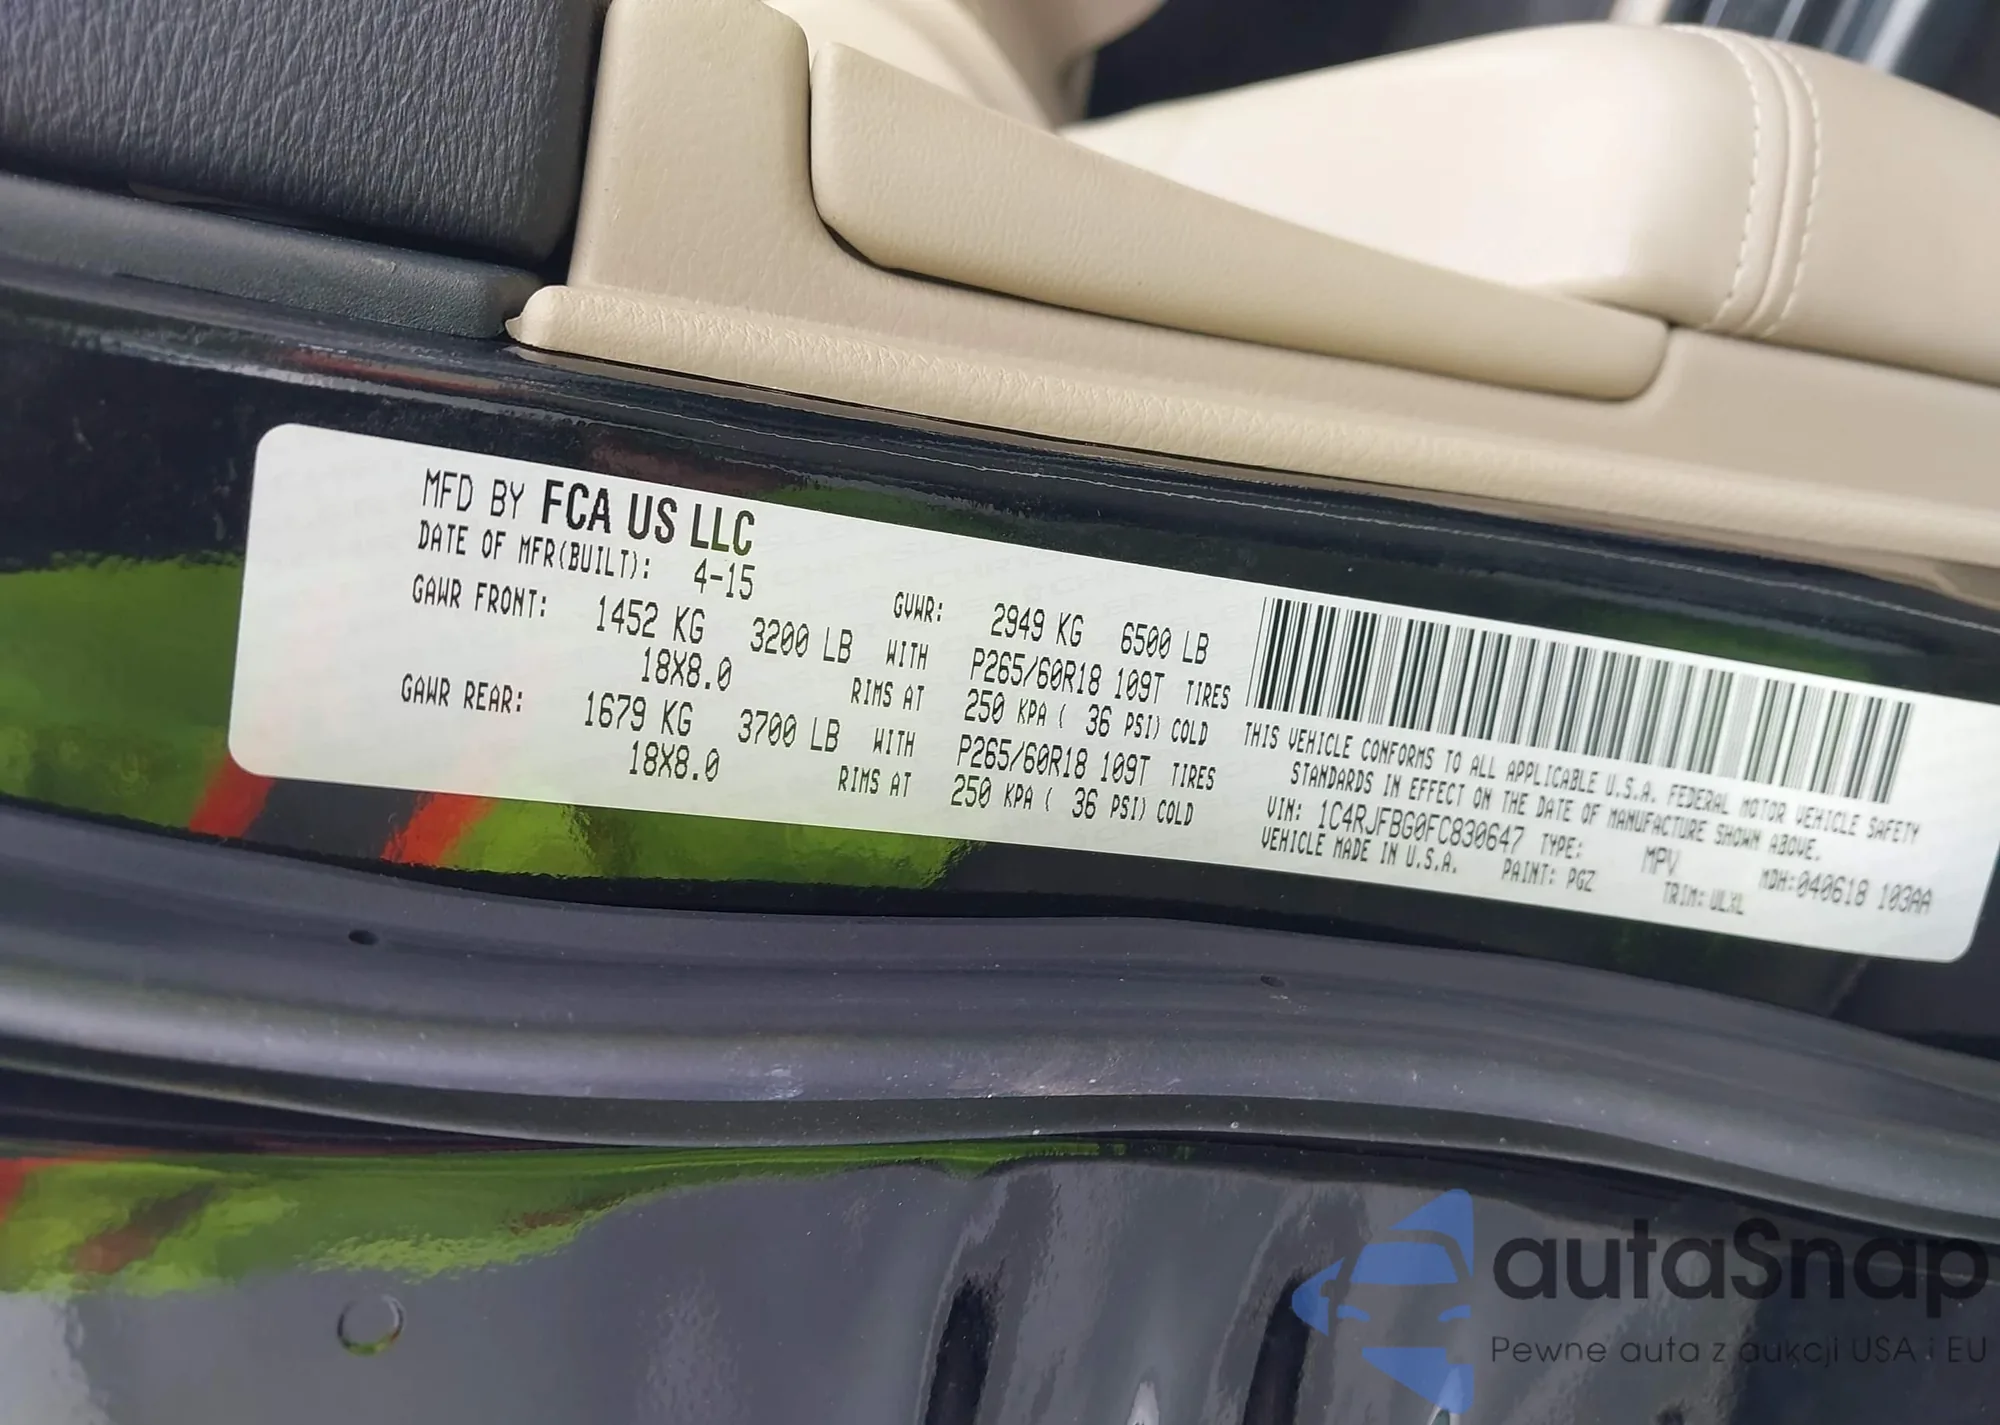 MFD BY FCA US LLC
DATE OF MFR(BUILT): 4-15 GVWR: 2949 KG 6500 LB
GAWR FRONT: 1452 KG 3200 LB WITH P265/60R18 109T TIRES
18X8.0 RIMS AT 250 KPA ( 36 PSI) COLD
GAWR REAR: 1679 KG 3700 LB WITH P265/60R18 109T TIRES
18X8.0 RIMS AT 250 KPA ( 36 PSI) COLD
THIS VEHICLE CONFORMS TO ALL APPLICABLE U.S.A. FEDERAL MOTOR VEHICLE SAFETY
STANDARDS IN EFFECT ON THE DATE OF MANUFACTURE SHOWN ABOVE.
VIN: 1C4RJFBG0FC830647 TYPE: MPV MDH:040618 103AA
VEHICLE MADE IN U.S.A. PAINT: PGZ TRIM: ULXL
autaSnap
Pewne auta z aukcji USA i EU